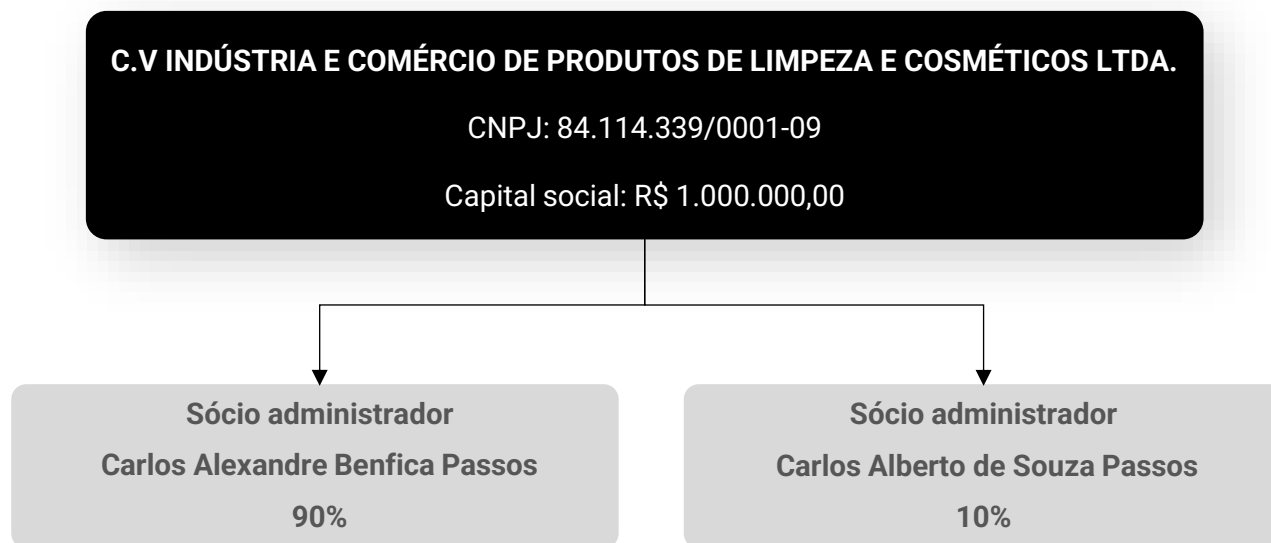 C.V INDÚSTRIA E COMÉRCIO DE PRODUTOS DE LIMPEZA E COSMÉTICOS LTDA.
CNPJ: 84.114.339/0001-09
Capital social: R$ 1.000.000,00
Sócio administrador
Carlos Alexandre Benfica Passos
90%
Sócio administrador
Carlos Alberto de Souza Passos
10%